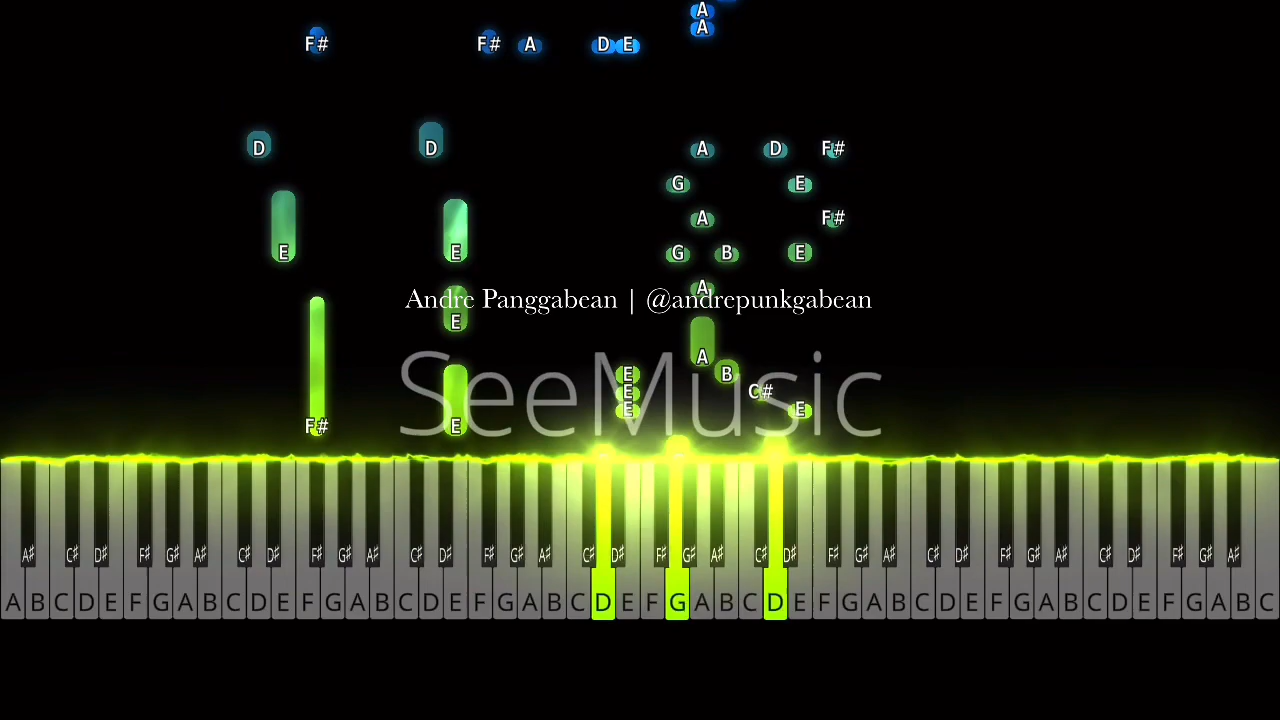 A
A
F# F# A D E
D D A D F#
G E
A F#
E E G B E
A
Andre Panggabean | @andrepunkgabean
E
A
SeeMusic
E B
E C#
E E
F# E
A# C# D# F# G# A# C# D# F# G# A# C# D# F# G# A# C# D# F# G# A# C# D# F# G# A# C# D# F# G# A# C# D# F# G# A#
A B C D E F G A B C D E F G A B C D E F G A B C D E F G A B C D E F G A B C D E F G A B C D E F G A B C